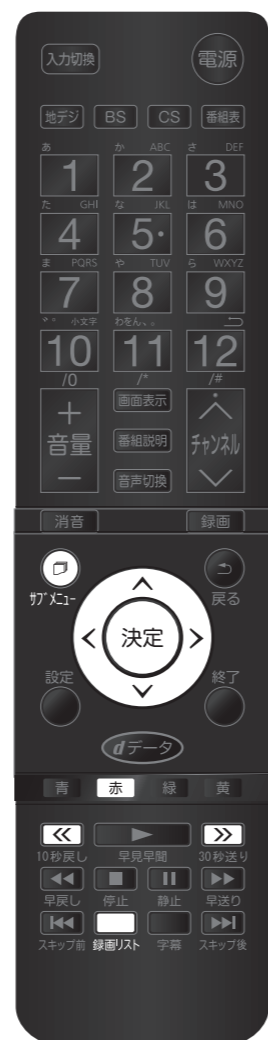 入力切換 電源
地デジ BS CS 番組表
あ か ABC さ DEF
1 2 3
た GHI な JKL は MNO
4 5 6
ま PQRS や TUV ら WXYZ
7 8 9
゛゜ 小文字 わをん、。
10 11 12
/0 /* /#
+ 画面表示
音量 番組説明 チャンネル
- 音声切換
消音 録画
サブメニュー 戻る
決定
設定 終了
dデータ
青 赤 緑 黄
10秒戻し 早見早聞 30秒送り
早戻し 停止 静止 早送り
スキップ前 録画リスト 字幕 スキップ後